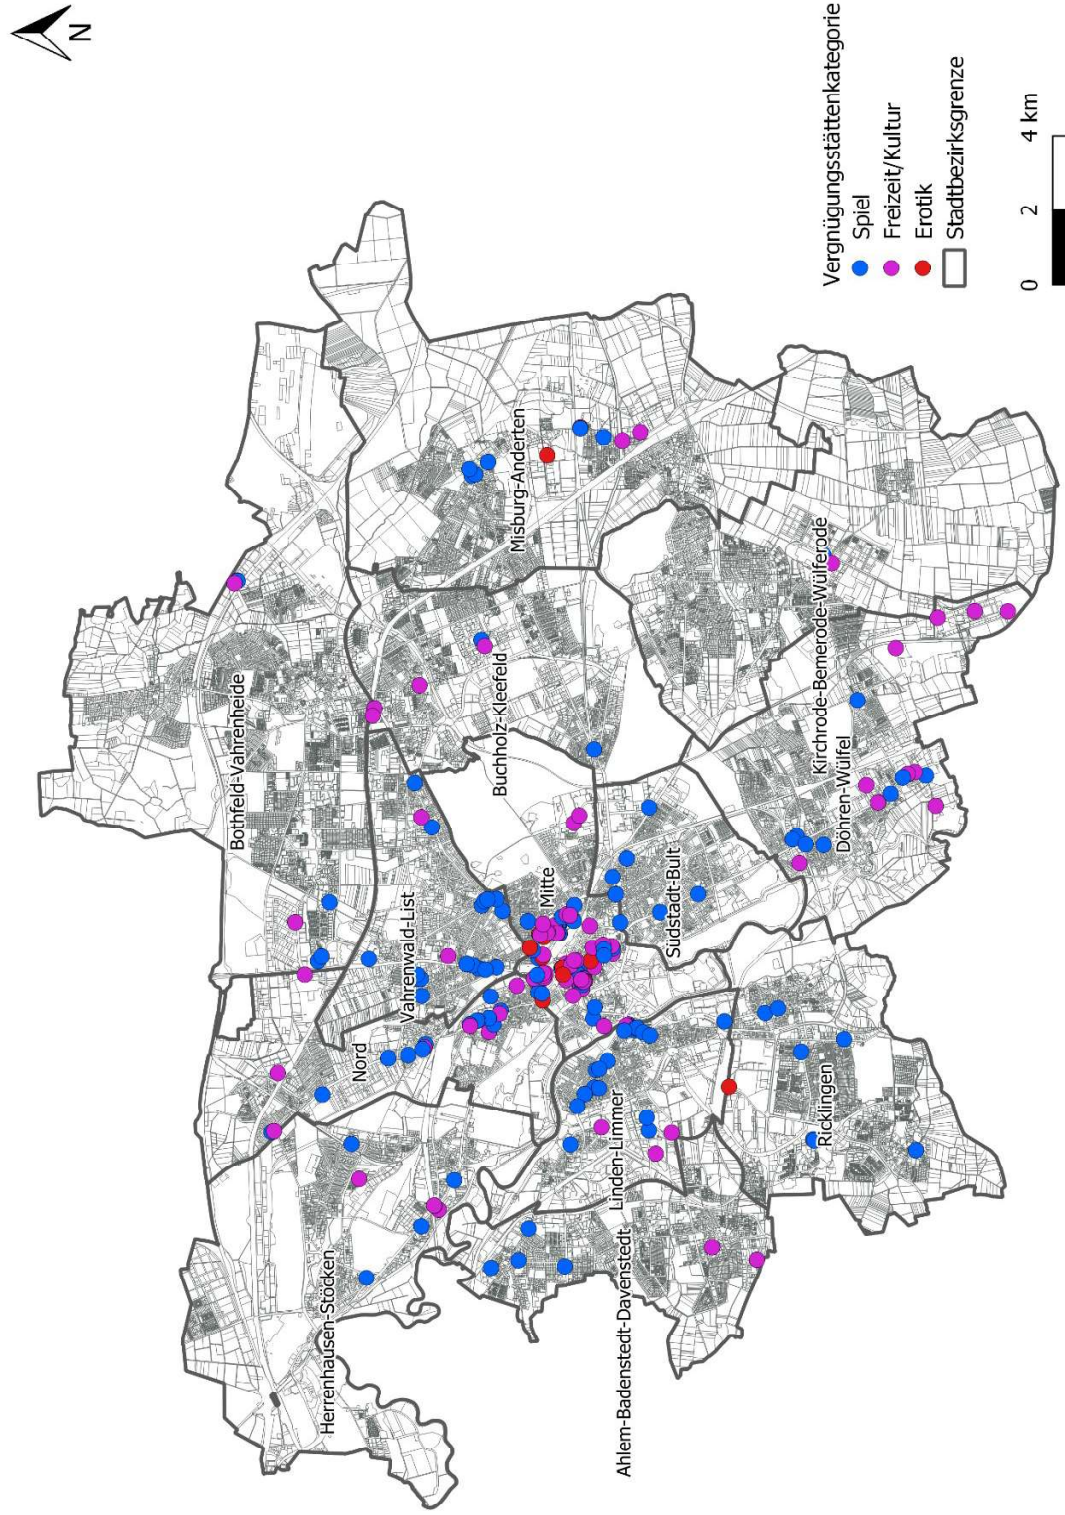 N
Herrenhausen-Stöcken
Nord
Vahrenwald-List
Bothfeld-Vahrenheide
Buchholz-Kleefeld
Misburg-Anderten
Mitte
Ahlem-Badenstedt-Davenstedt
Linden-Limmer
Südstadt-Bult
Ricklingen
Döhren-Wülfel
Kirchrode-Bemerode-Wülferode
Vergnügungsstättenkategorie
Spiel
Freizeit/Kultur
Erotik
Stadtbezirksgrenze
0 2 4 km